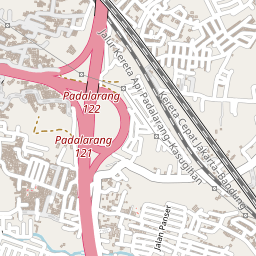 Jalur Kereta Api Padalarang-Kasugihan
Kereta Cepat Jakarta-Bandung
Padalarang
122
Padalarang
121
Jalan Panser